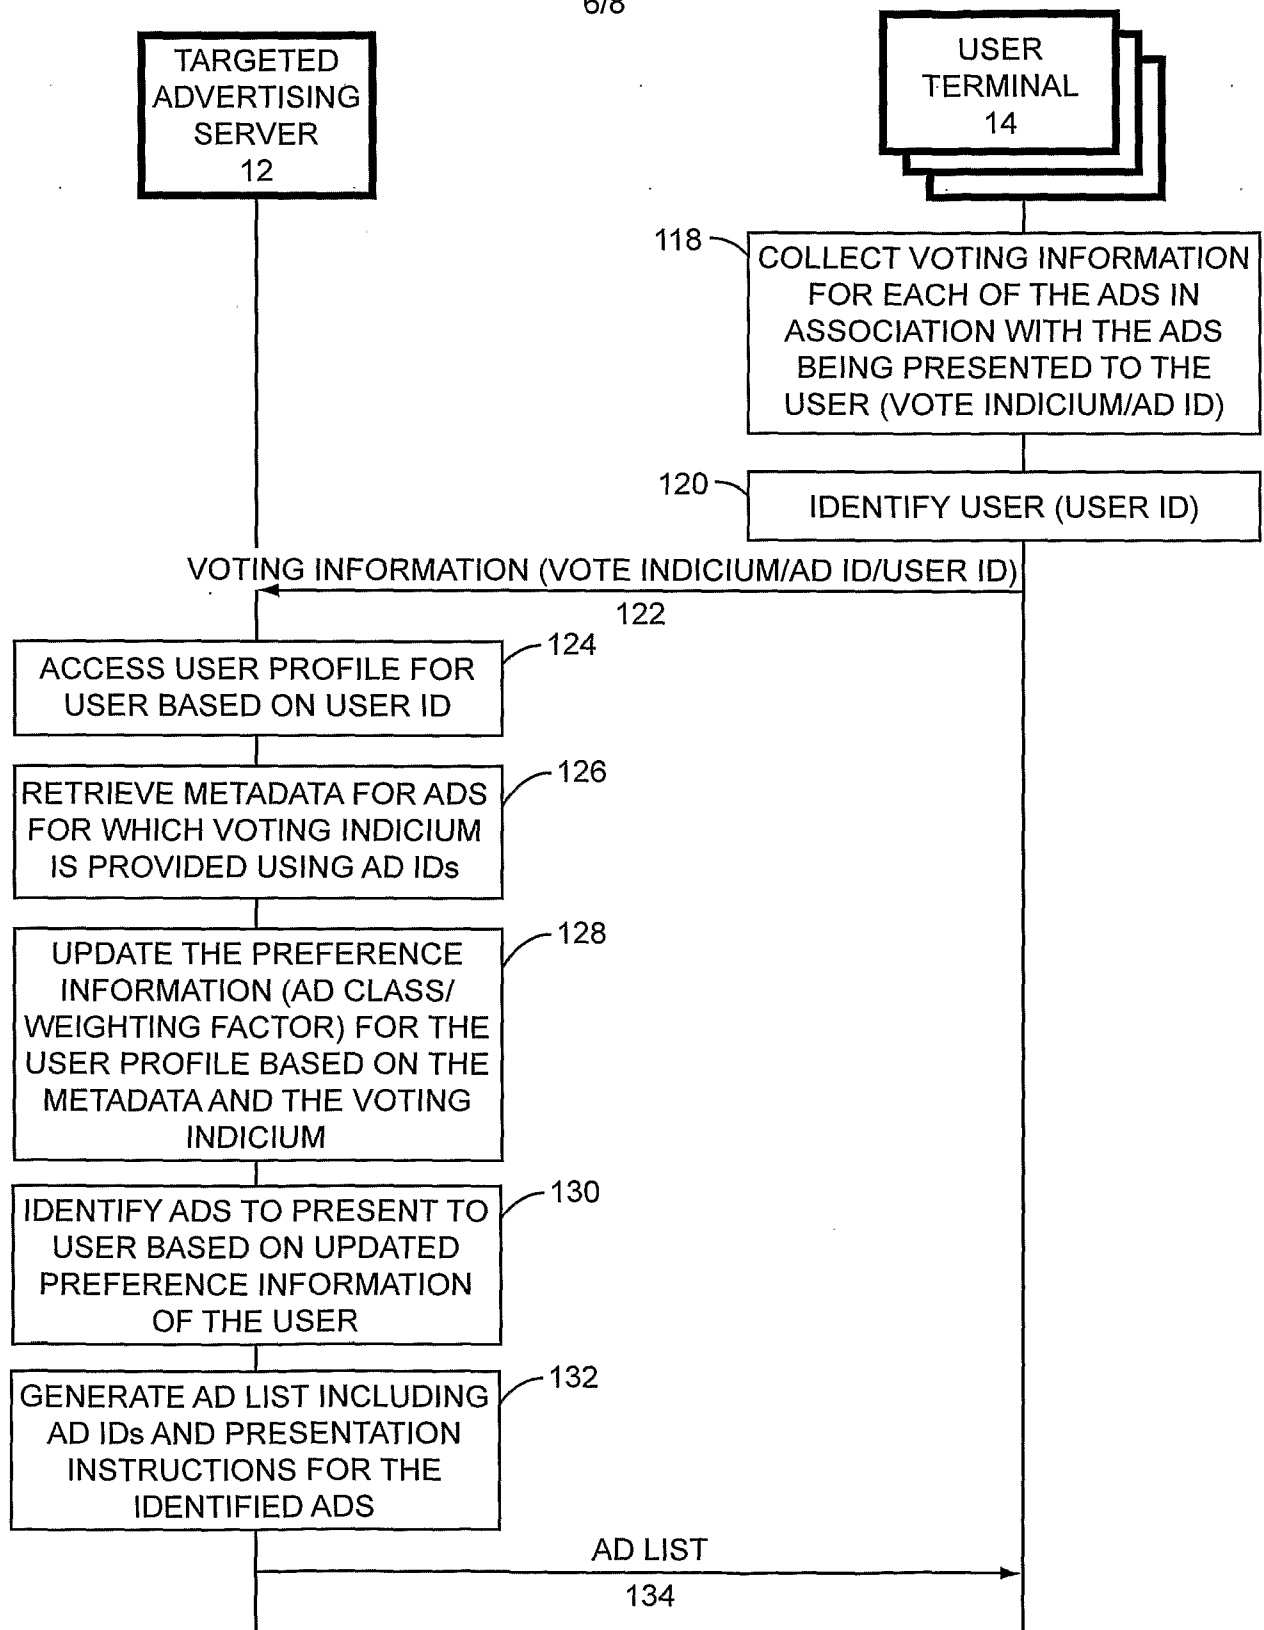 6/8
TARGETED
ADVERTISING
SERVER
12
USER
TERMINAL
14
118
COLLECT VOTING INFORMATION
FOR EACH OF THE ADS IN
ASSOCIATION WITH THE ADS
BEING PRESENTED TO THE
USER (VOTE INDICIUM/AD ID)
120
IDENTIFY USER (USER ID)
VOTING INFORMATION (VOTE INDICIUM/AD ID/USER ID)
122
124
ACCESS USER PROFILE FOR
USER BASED ON USER ID
126
RETRIEVE METADATA FOR ADS
FOR WHICH VOTING INDICIUM
IS PROVIDED USING AD IDs
128
UPDATE THE PREFERENCE
INFORMATION (AD CLASS/
WEIGHTING FACTOR) FOR THE
USER PROFILE BASED ON THE
METADATA AND THE VOTING
INDICIUM
130
IDENTIFY ADS TO PRESENT TO
USER BASED ON UPDATED
PREFERENCE INFORMATION
OF THE USER
132
GENERATE AD LIST INCLUDING
AD IDs AND PRESENTATION
INSTRUCTIONS FOR THE
IDENTIFIED ADS
AD LIST
134